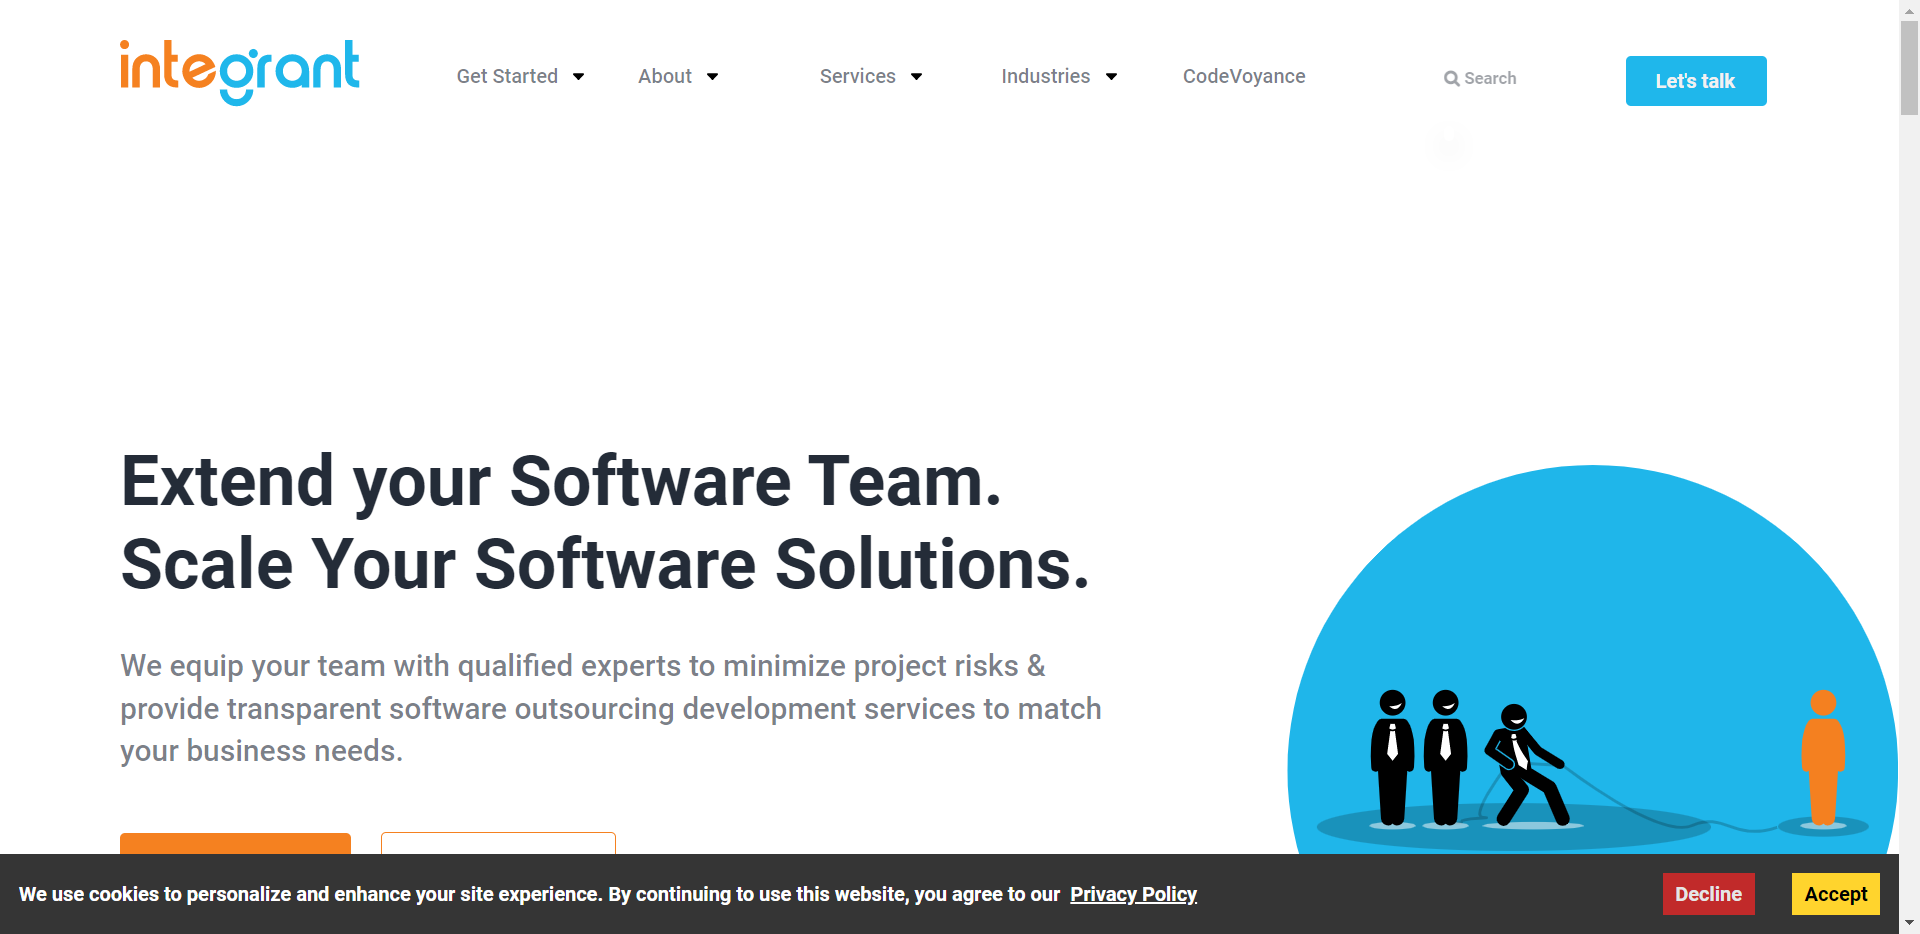 integrant
Get Started
About
Services
Industries
CodeVoyance
Search
Let's talk
Extend your Software Team.
Scale Your Software Solutions.
We equip your team with qualified experts to minimize project risks &
provide transparent software outsourcing development services to match
your business needs.
We use cookies to personalize and enhance your site experience. By continuing to use this website, you agree to our Privacy Policy
Decline
Accept